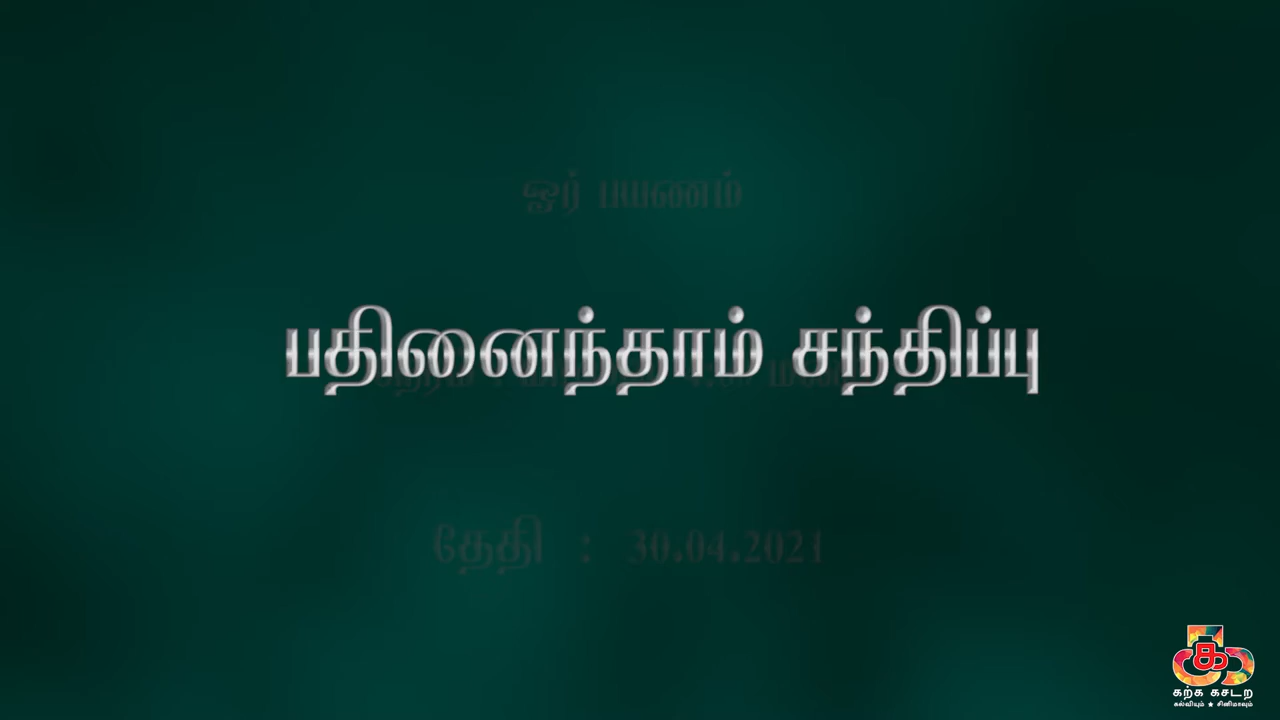 ஓர் பயணம்
பதினைந்தாம் சந்திப்பு
தேதி : 30.04.2021
க
கற்க கசடற
கல்வியும் ★ சினிமாவும்